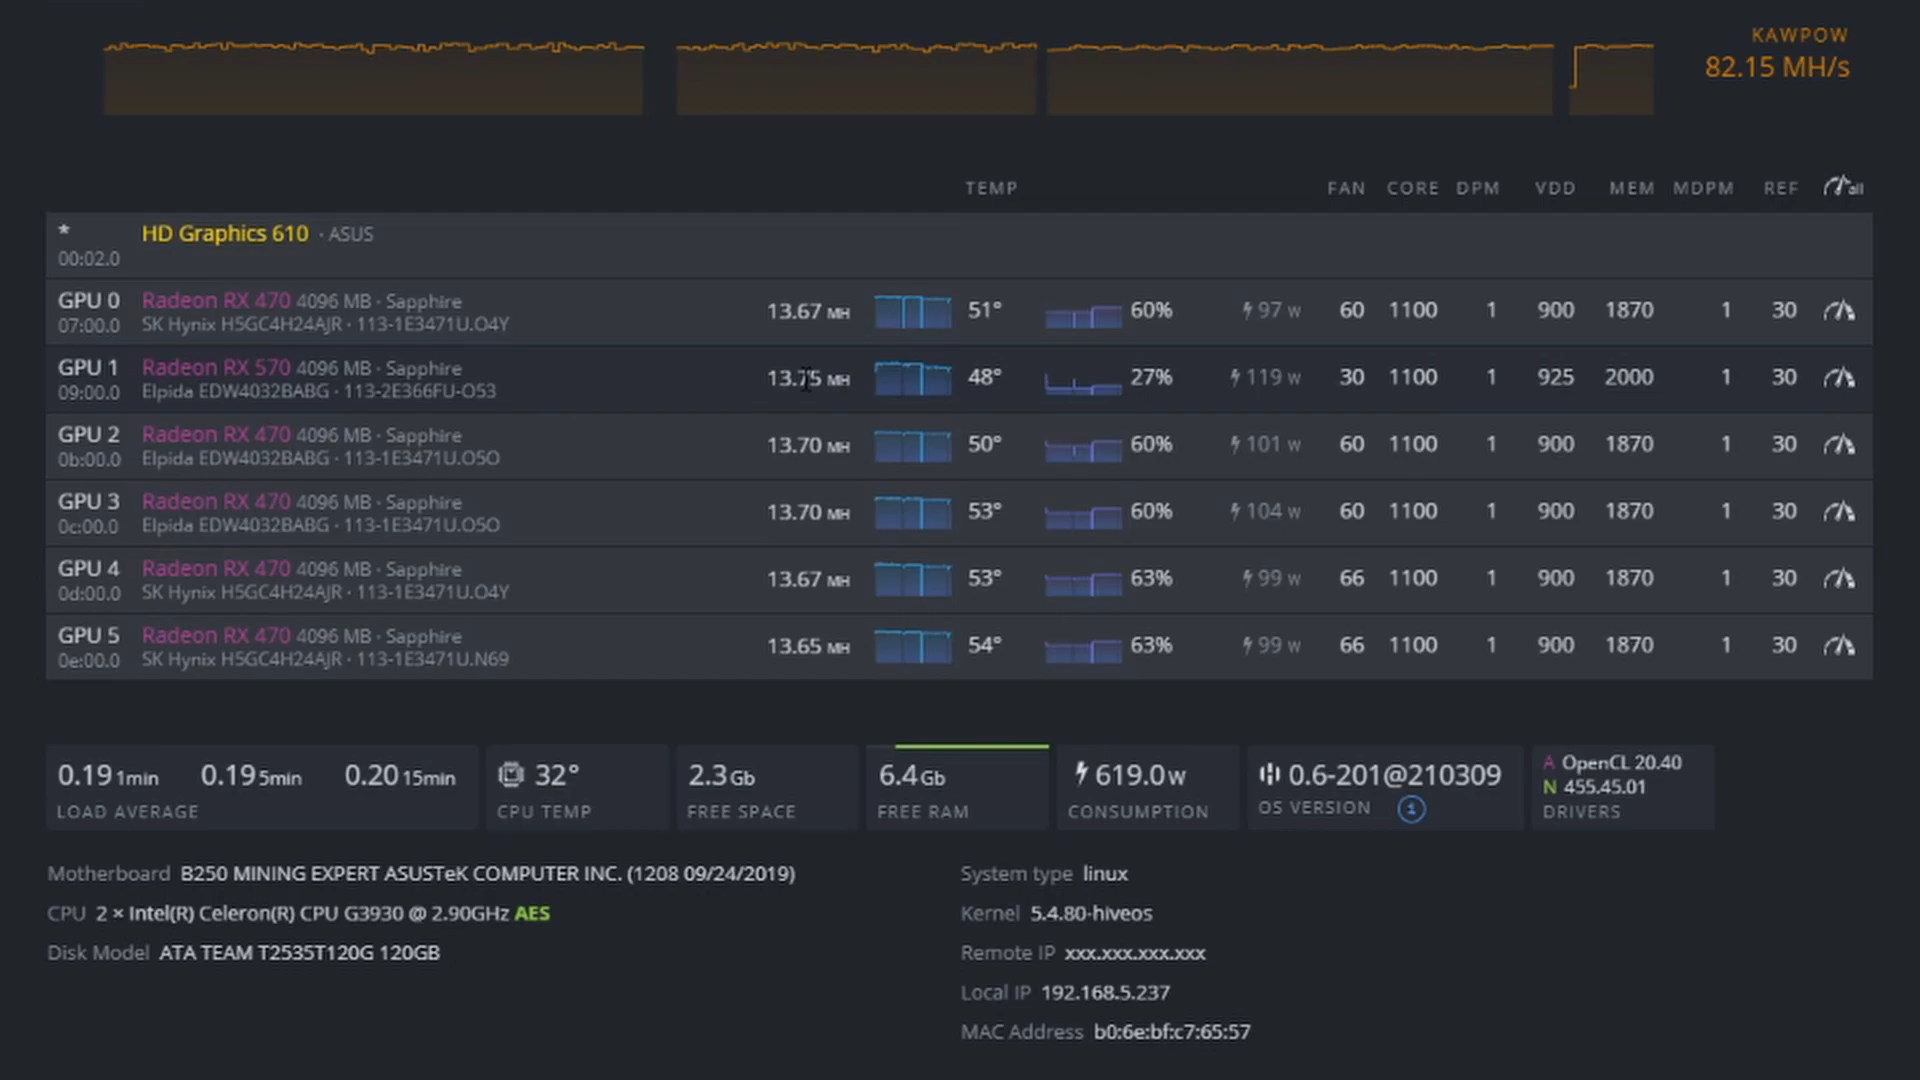 KAWPOW
82.15 MH/s
TEMP FAN CORE DPM VDD MEM MDPM REF all
* HD Graphics 610 · ASUS
00:02.0
GPU 0 Radeon RX 470 4096 MB · Sapphire 13.67 MH 51° 60% 97 W 60 1100 1 900 1870 1 30
07:00.0 SK Hynix H5GC4H24AJR · 113-1E3471U.O4Y
GPU 1 Radeon RX 570 4096 MB · Sapphire 13.75 MH 48° 27% 119 W 30 1100 1 925 2000 1 30
09:00.0 Elpida EDW4032BABG · 113-2E366FU-O53
GPU 2 Radeon RX 470 4096 MB · Sapphire 13.70 MH 50° 60% 101 W 60 1100 1 900 1870 1 30
0b:00.0 Elpida EDW4032BABG · 113-1E3471U.O5O
GPU 3 Radeon RX 470 4096 MB · Sapphire 13.70 MH 53° 60% 104 W 60 1100 1 900 1870 1 30
0c:00.0 Elpida EDW4032BABG · 113-1E3471U.O5O
GPU 4 Radeon RX 470 4096 MB · Sapphire 13.67 MH 53° 63% 99 W 66 1100 1 900 1870 1 30
0d:00.0 SK Hynix H5GC4H24AJR · 113-1E3471U.O4Y
GPU 5 Radeon RX 470 4096 MB · Sapphire 13.65 MH 54° 63% 99 W 66 1100 1 900 1870 1 30
0e:00.0 SK Hynix H5GC4H24AJR · 113-1E3471U.N69
0.19 1min 0.19 5min 0.20 15min
LOAD AVERAGE
32°
CPU TEMP
2.3 Gb
FREE SPACE
6.4 Gb
FREE RAM
619.0 W
CONSUMPTION
0.6-201@210309
OS VERSION 1
A OpenCL 20.40
N 455.45.01
DRIVERS
Motherboard B250 MINING EXPERT ASUSTeK COMPUTER INC. (1208 09/24/2019)
CPU 2 × Intel(R) Celeron(R) CPU G3930 @ 2.90GHz AES
Disk Model ATA TEAM T2535T120G 120GB
System type linux
Kernel 5.4.80-hiveos
Remote IP xxx.xxx.xxx.xxx
Local IP 192.168.5.237
MAC Address b0:6e:bf:c7:65:57